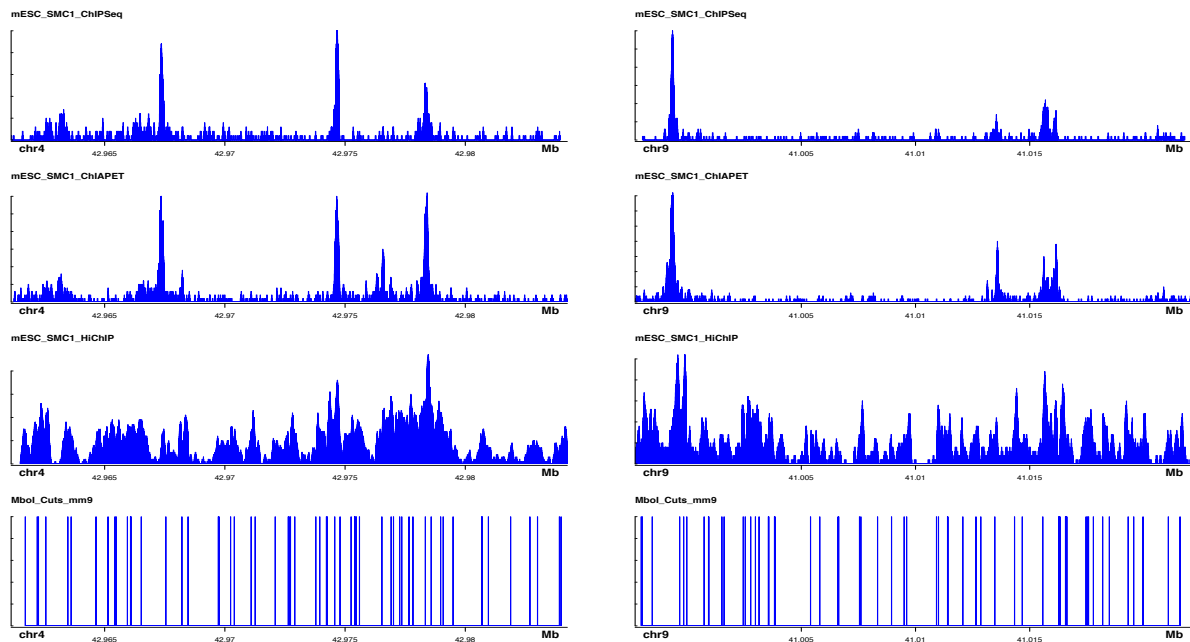 mESC_SMC1_ChIPSeq
chr4 42.965 42.97 42.975 42.98 Mb
mESC_SMC1_ChIAPET
chr4 42.965 42.97 42.975 42.98 Mb
mESC_SMC1_HiChIP
chr4 42.965 42.97 42.975 42.98 Mb
MboI_Cuts_mm9
chr4 42.965 42.97 42.975 42.98 Mb
mESC_SMC1_ChIPSeq
chr9 41.005 41.01 41.015 Mb
mESC_SMC1_ChIAPET
chr9 41.005 41.01 41.015 Mb
mESC_SMC1_HiChIP
chr9 41.005 41.01 41.015 Mb
MboI_Cuts_mm9
chr9 41.005 41.01 41.015 Mb